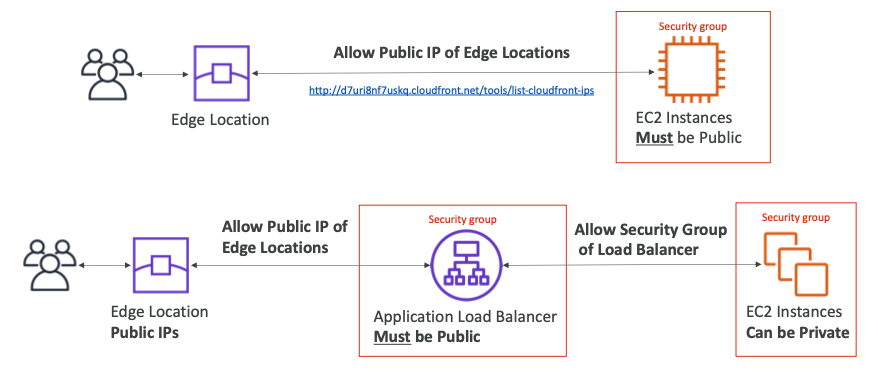 Security group
Allow Public IP of Edge Locations
http://d7uri8nf7uskq.cloudfront.net/tools/list-cloudfront-ips
Edge Location
EC2 Instances
Must be Public
Allow Public IP of
Edge Locations
Security group
Allow Security Group
of Load Balancer
Security group
Edge Location
Public IPs
Application Load Balancer
Must be Public
EC2 Instances
Can be Private